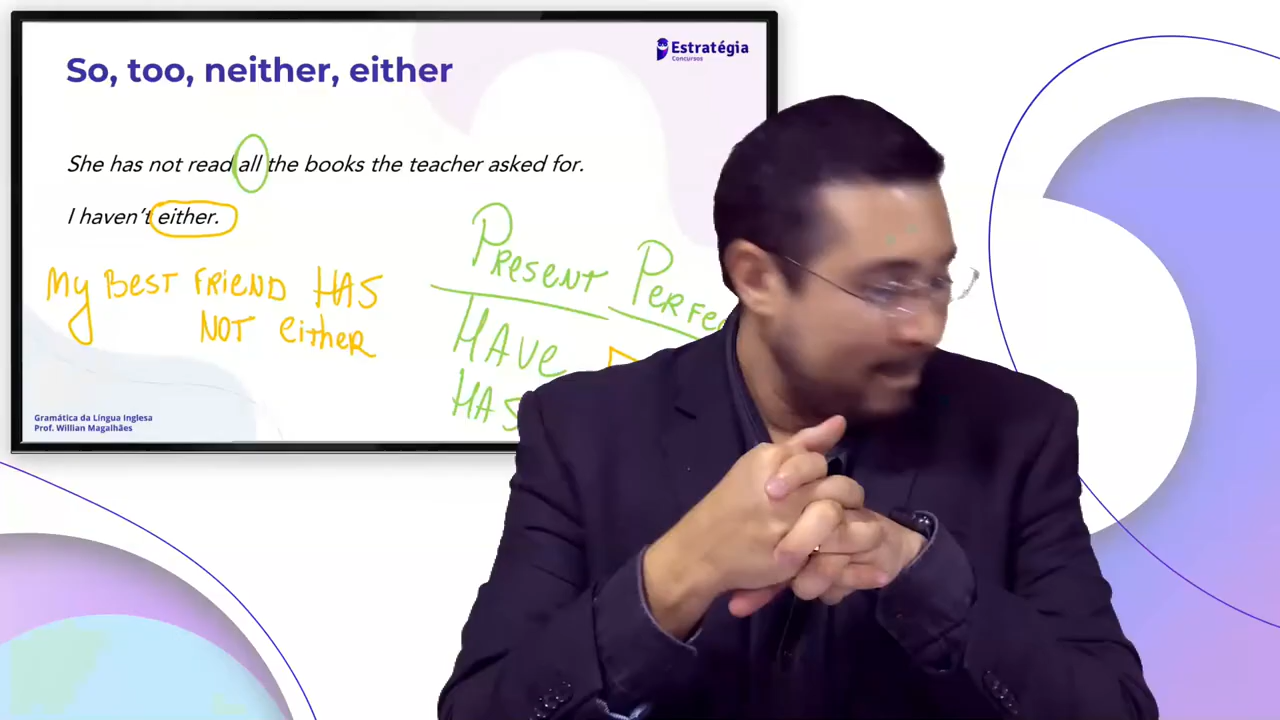 So, too, neither, either
Estratégia
Concursos
She has not read all the books the teacher asked for.
I haven't either.
My BEST FRIEND HAS
NOT either
PRESENT
HAVE
HAS
Gramática da Língua Inglesa
Prof. Willian Magalhães